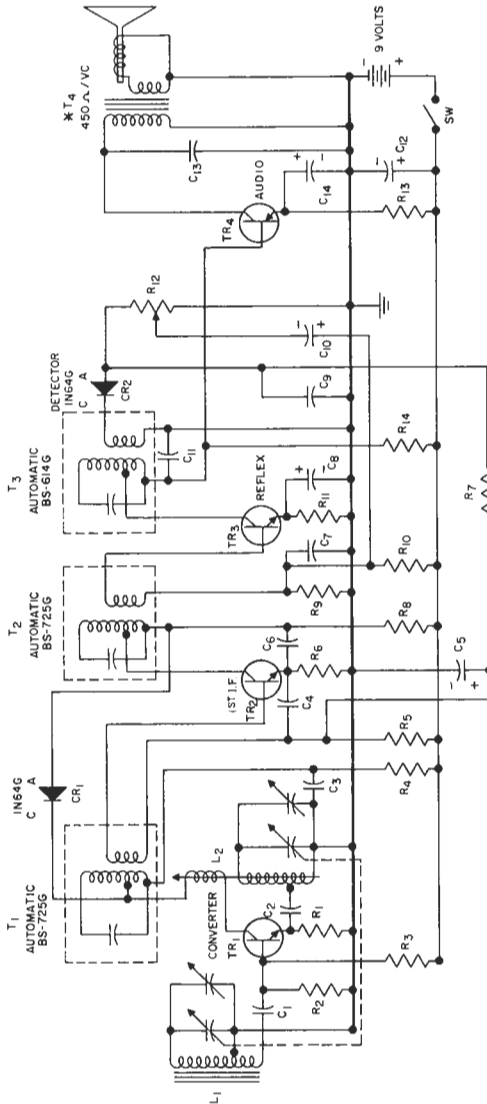 T1
AUTOMATIC
BS-725G
IN64G
C
A
CR1
T2
AUTOMATIC
BS-725G
T3
AUTOMATIC
BS-614G
DETECTOR
IN64G
C
A
CR2
*T4
450Ω/VC
L1
L2
CONVERTER
TR1
1ST I.F
TR2
REFLEX
TR3
AUDIO
TR4
C1
C2
C3
C4
C6
C7
C8
+
-
C9
C10
-
+
C11
R12
C13
C14
+
-
C12
-
+
-
9 VOLTS
+
SW
R2
R1
R3
R4
R5
R6
R8
R9
R10
R11
R14
R13
C5
-
+
R7